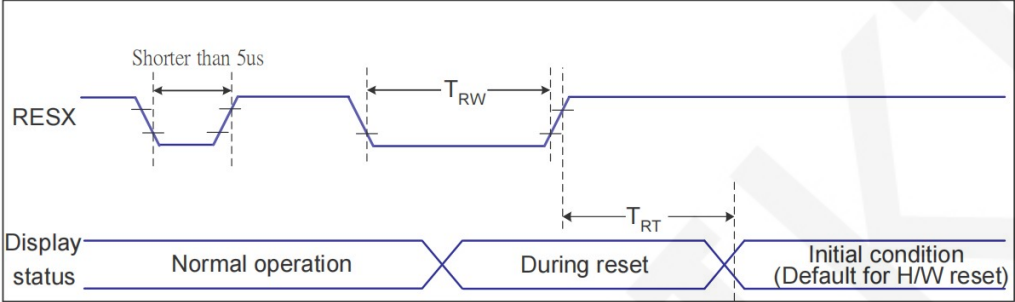 Shorter than 5us
RESX
TRW
TRT
Display
status
Normal operation
During reset
Initial condition
(Default for H/W reset)